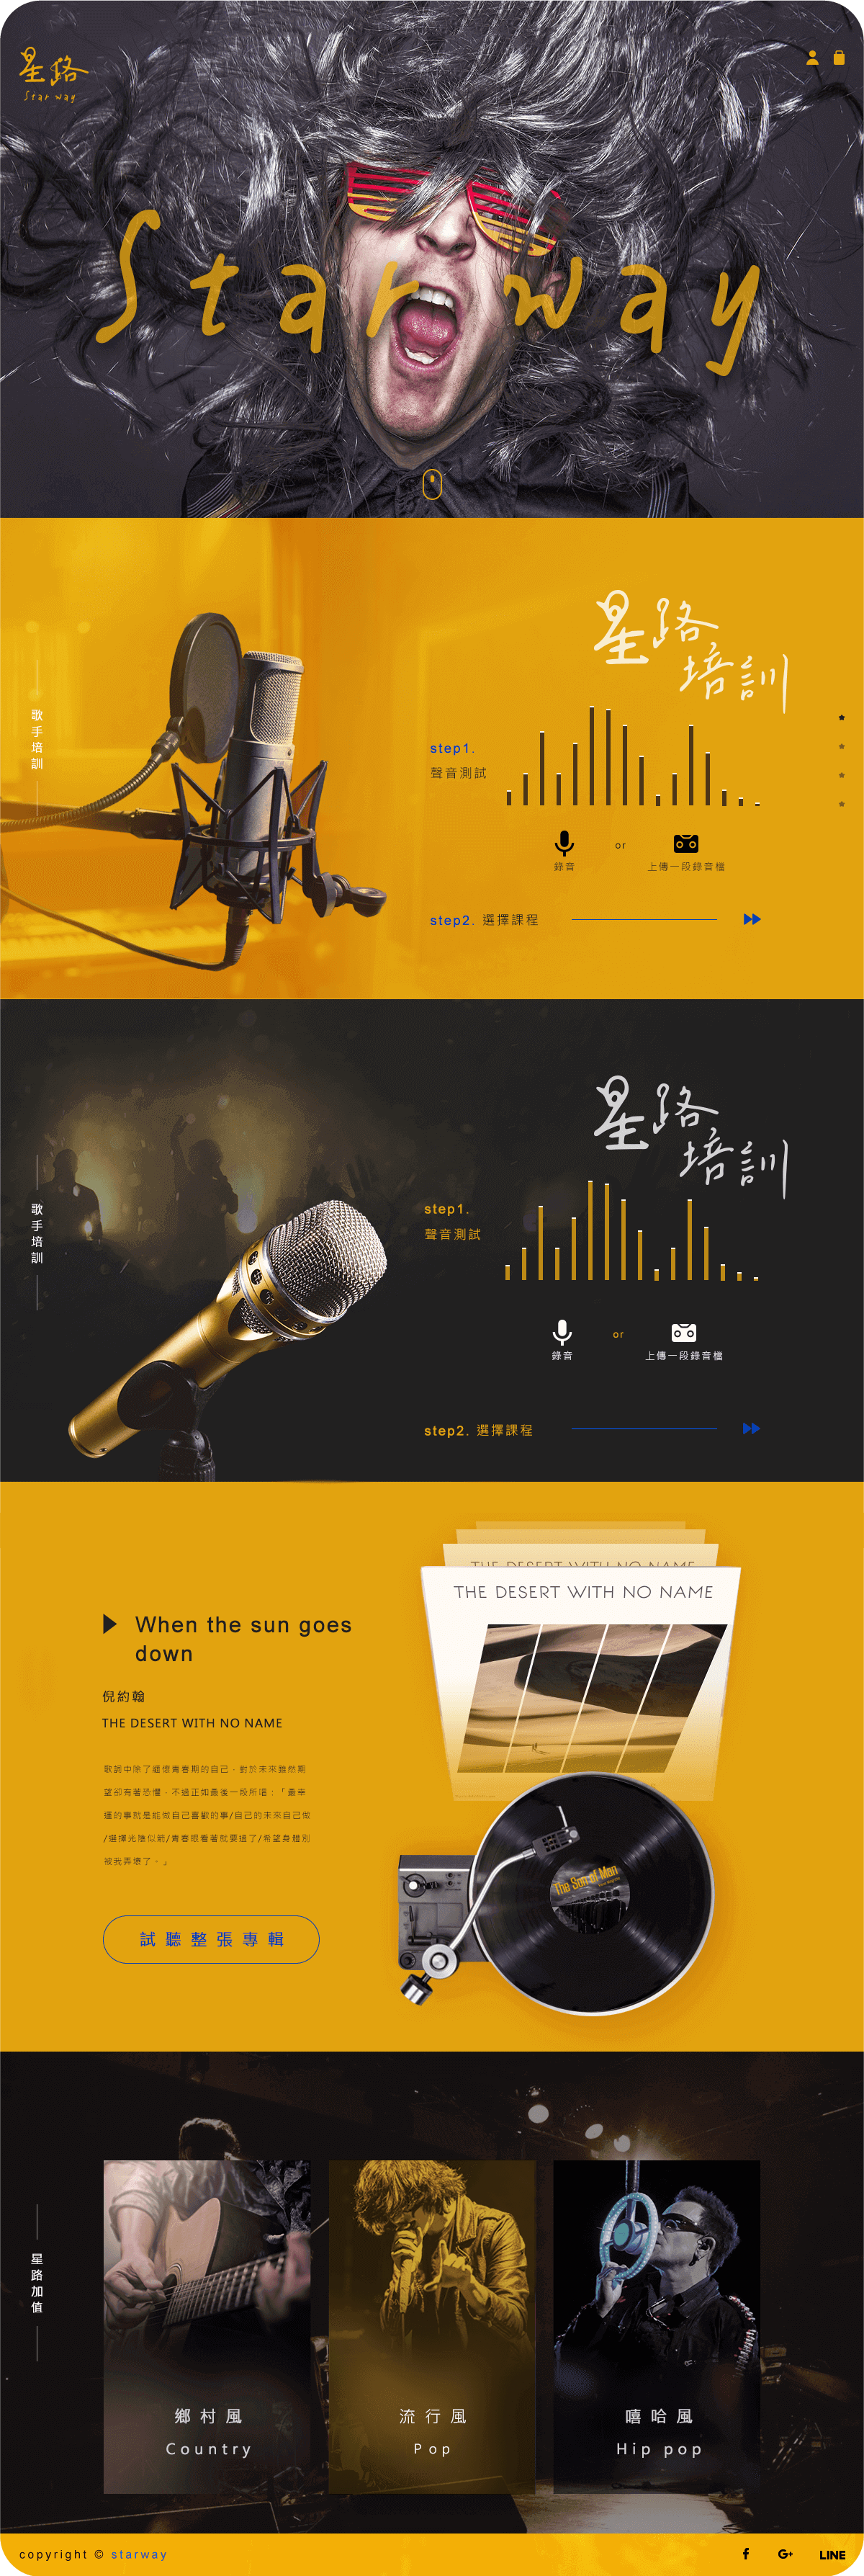 星路
Star way
Star way
星路
培訓
歌手培訓
step1.
聲音測試
or
錄音
上傳一段錄音檔
step2. 選擇課程
星路
培訓
歌手培訓
step1.
聲音測試
or
錄音
上傳一段錄音檔
step2. 選擇課程
THE DESERT WITH NO NAME
THE DESERT WITH NO NAME
When the sun goes
down
倪約翰
THE DESERT WITH NO NAME
歌詞中除了緬懷青春期的自己，對於未來雖然期
望卻有著恐懼，不過正如最後一段所唱：「最幸
運的事就是能做自己喜歡的事/自己的未來自己做
/選擇光陰似箭/青春眼看著就要過了/希望身體別
被我弄壞了。」
The Son of Man
試聽整張專輯
星路加值
鄉村風
Country
流行風
Pop
嘻哈風
Hip pop
copyright © starway
f
G+
LINE